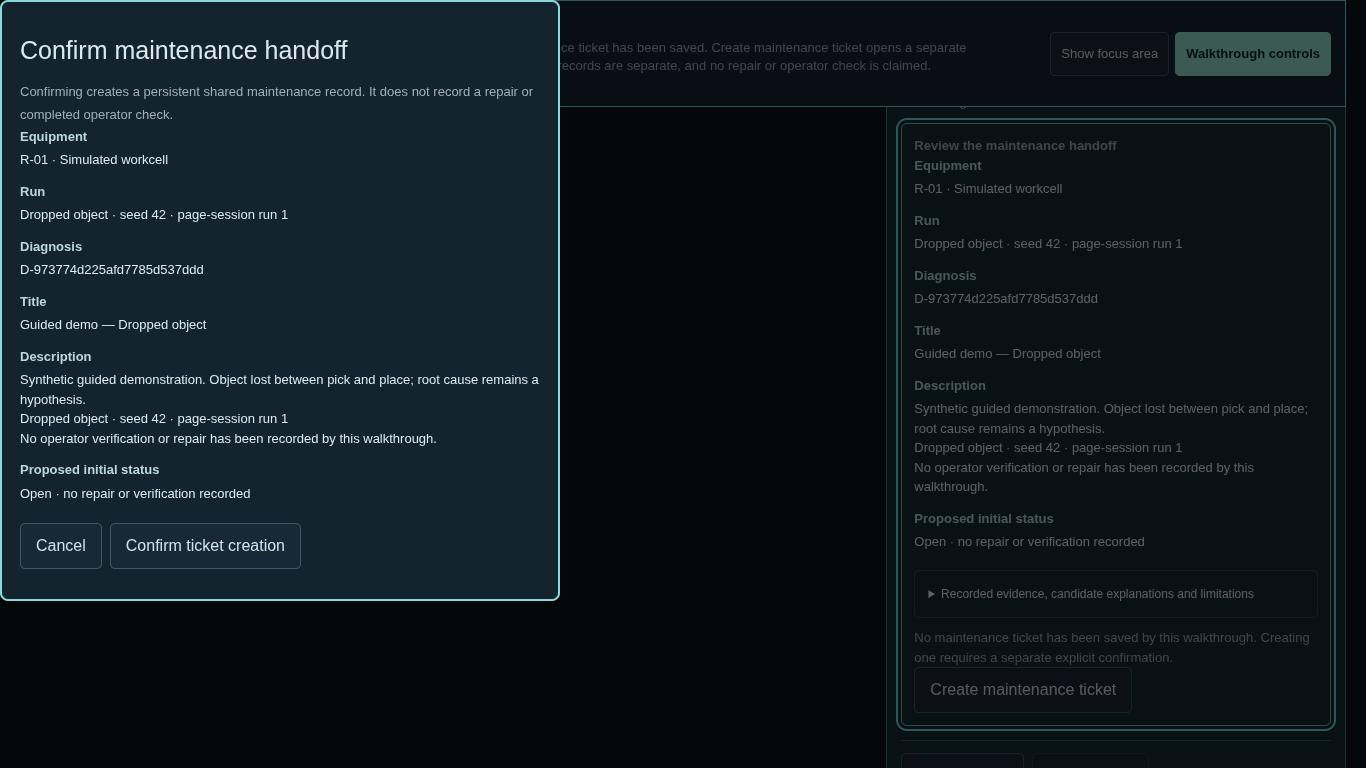 Confirm maintenance handoff
Confirming creates a persistent shared maintenance record. It does not record a repair or
completed operator check.
Equipment
R-01 · Simulated workcell
Run
Dropped object · seed 42 · page-session run 1
Diagnosis
D-973774d225afd7785d537ddd
Title
Guided demo — Dropped object
Description
Synthetic guided demonstration. Object lost between pick and place; root cause remains a
hypothesis.
Dropped object · seed 42 · page-session run 1
No operator verification or repair has been recorded by this walkthrough.
Proposed initial status
Open · no repair or verification recorded
Cancel
Confirm ticket creation
ce ticket has been saved. Create maintenance ticket opens a separate
records are separate, and no repair or operator check is claimed.
Show focus area
Walkthrough controls
Review the maintenance handoff
Equipment
R-01 · Simulated workcell
Run
Dropped object · seed 42 · page-session run 1
Diagnosis
D-973774d225afd7785d537ddd
Title
Guided demo — Dropped object
Description
Synthetic guided demonstration. Object lost between pick and place;
root cause remains a hypothesis.
Dropped object · seed 42 · page-session run 1
No operator verification or repair has been recorded by this
walkthrough.
Proposed initial status
Open · no repair or verification recorded
Recorded evidence, candidate explanations and limitations
No maintenance ticket has been saved by this walkthrough. Creating
one requires a separate explicit confirmation.
Create maintenance ticket